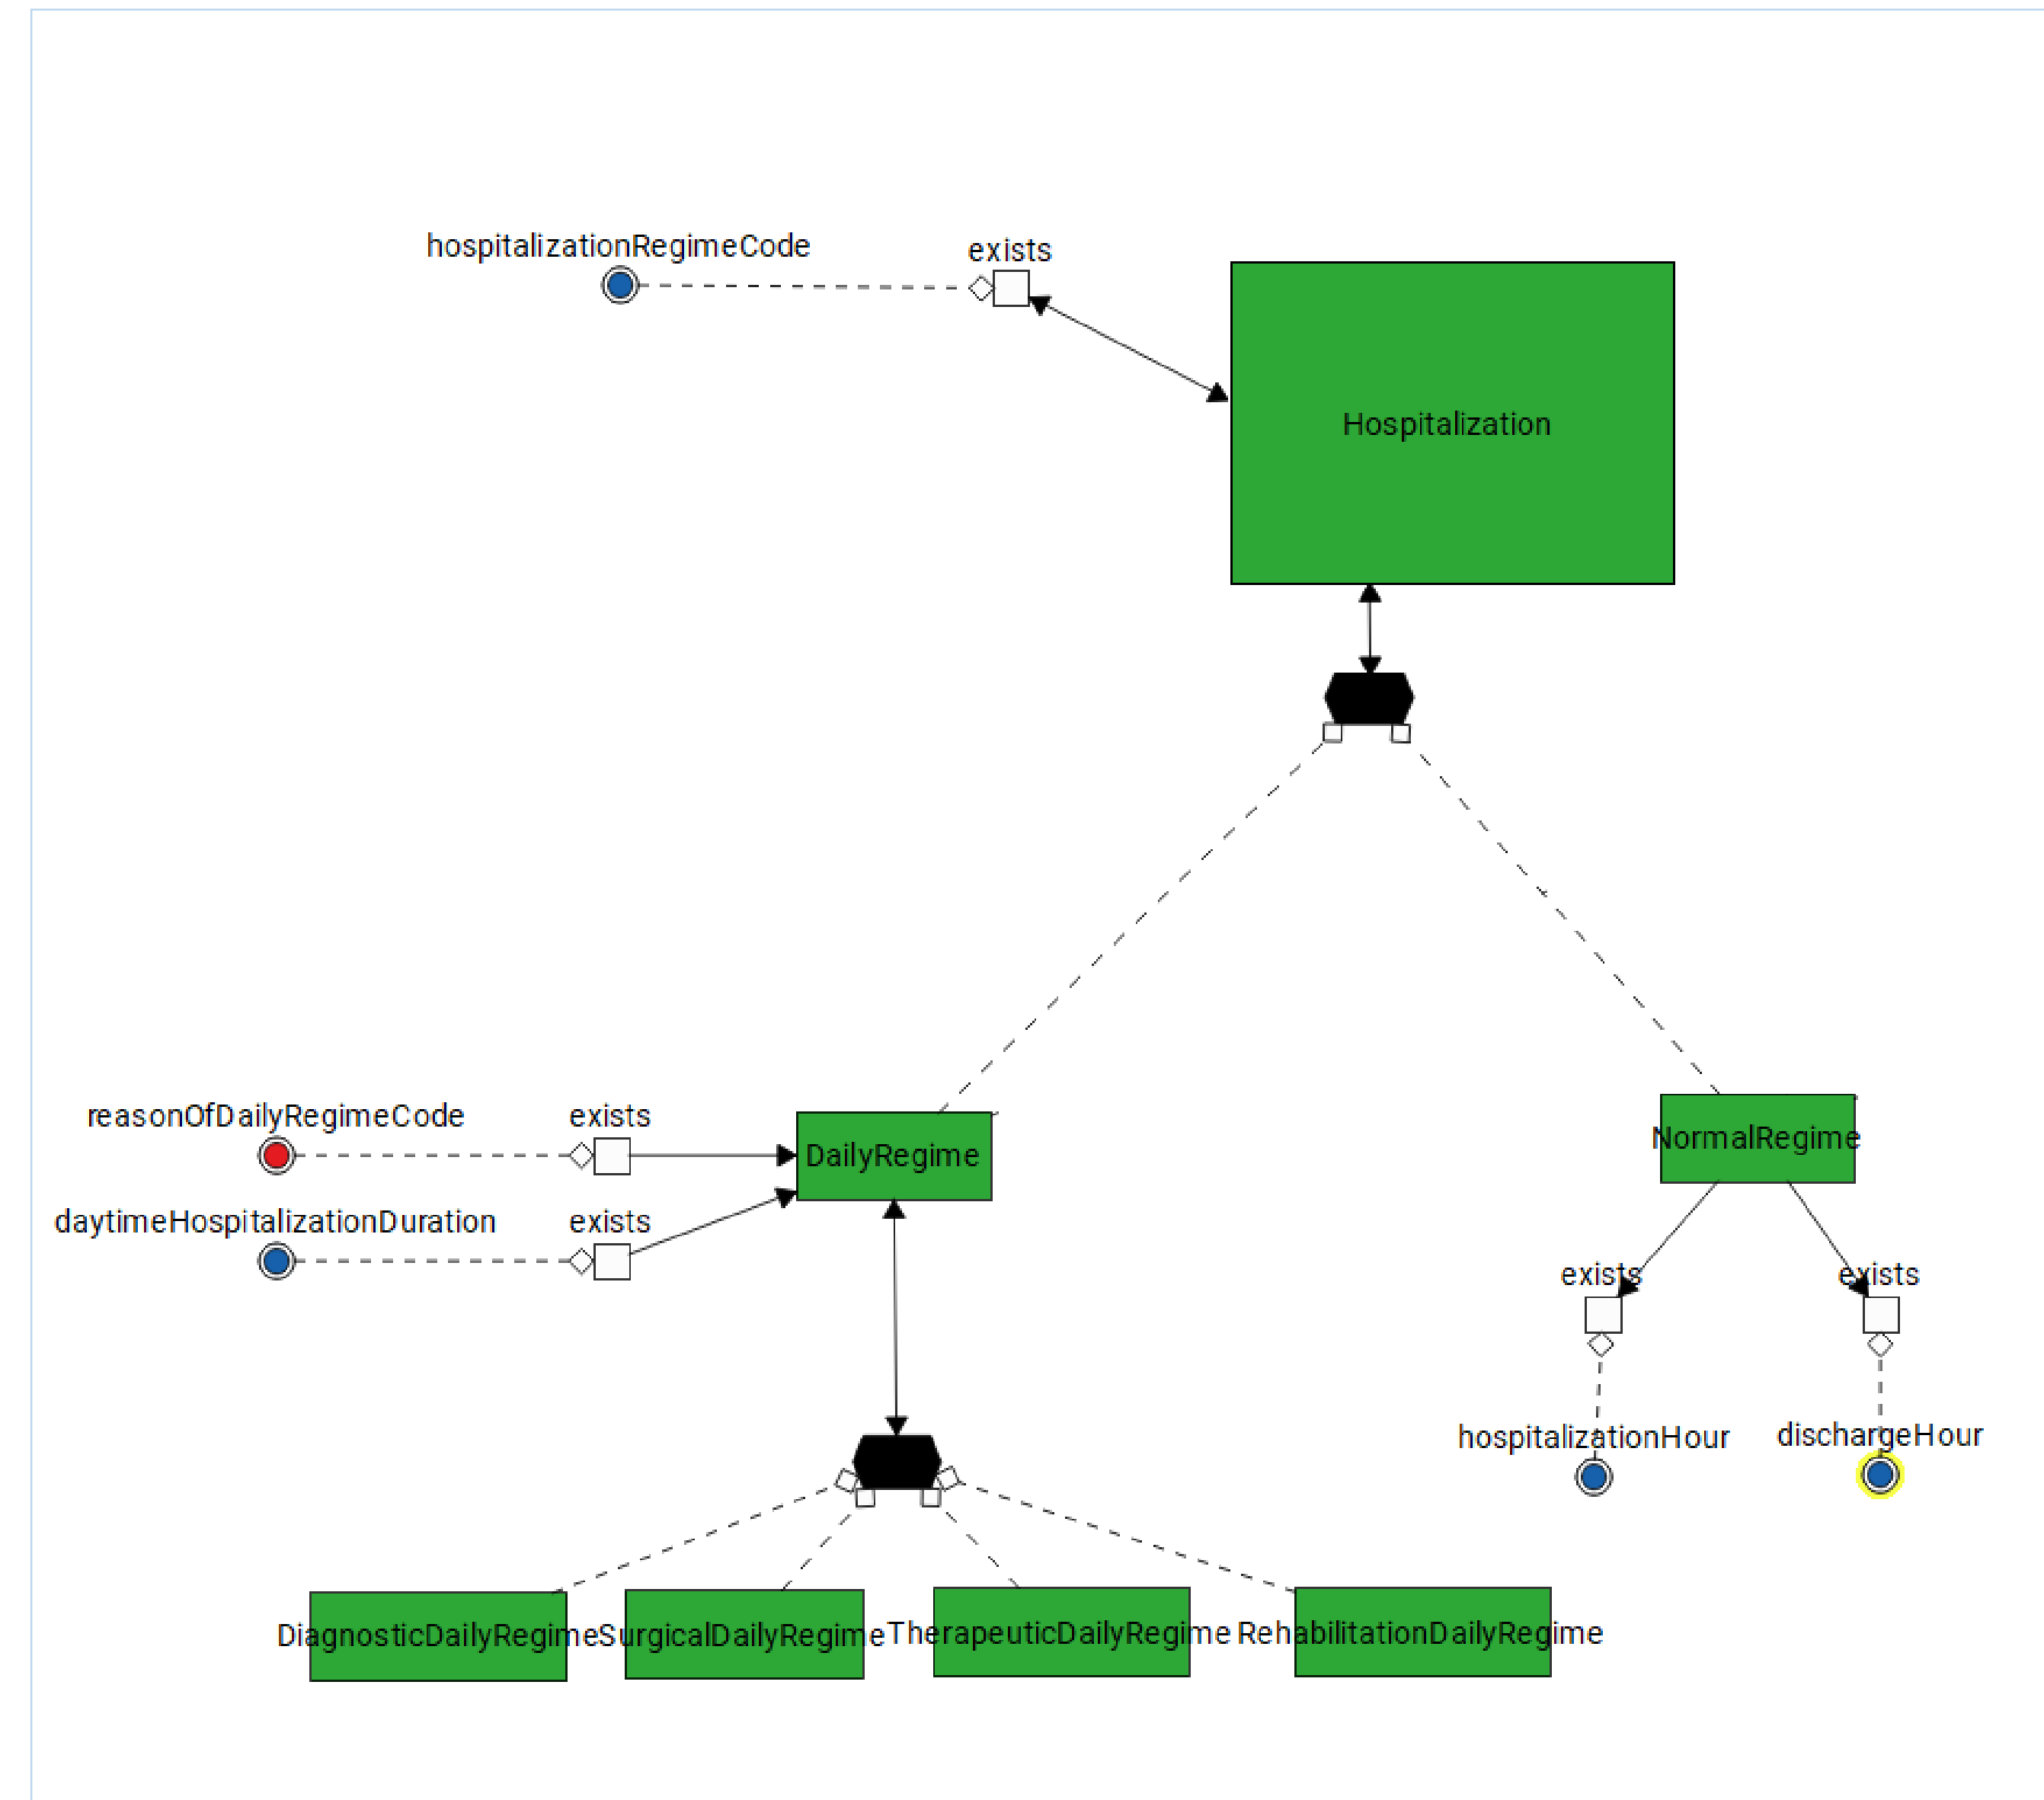 hospitalizationRegimeCode
exists
Hospitalization
reasonOfDailyRegimeCode
exists
DailyRegime
NormalRegime
daytimeHospitalizationDuration
exists
exists
exists
hospitalizationHour
dischargeHour
DiagnosticDailyRegime
SurgicalDailyRegime
TherapeuticDailyRegime
RehabilitationDailyRegime